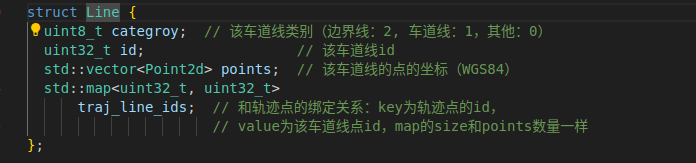 struct Line {
uint8_t categroy;  // 该车道线类别（边界线：2, 车道线：1，其他：0）
uint32_t id;  // 该车道线id
std::vector<Point2d> points;  // 该车道线的点的坐标（WGS84）
std::map<uint32_t, uint32_t>
traj_line_ids;  // 和轨迹点的绑定关系：key为轨迹点的id，
// value为该车道线点id，map的size和points数量一样
};